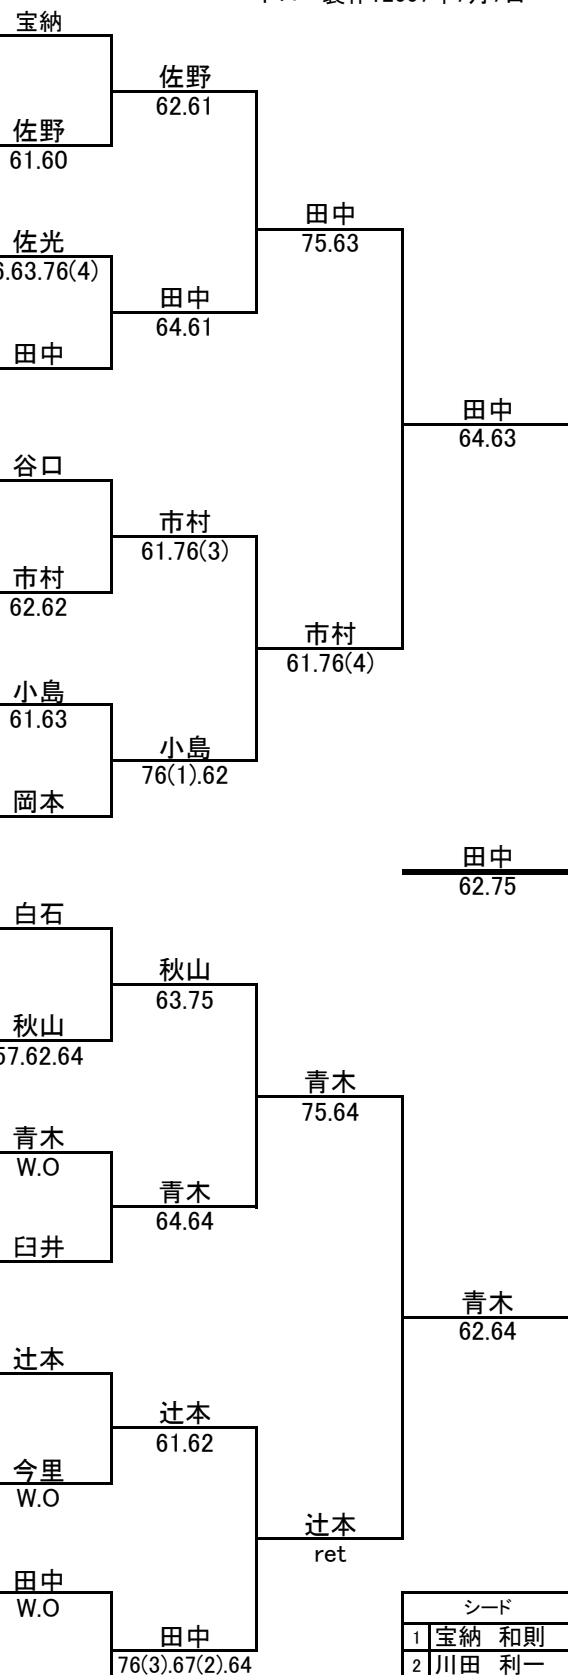 宝納
佐野
62.61
佐野
61.60
田中
75.63
佐光
.63.76(4)
田中
64.61
田中
田中
64.63
谷口
市村
61.76(3)
市村
62.62
市村
61.76(4)
小島
61.63
小島
76(1).62
岡本
田中
62.75
白石
秋山
63.75
秋山
57.62.64
青木
75.64
青木
W.O
青木
64.64
臼井
青木
62.64
辻本
辻本
61.62
今里
W.O
辻本
ret
田中
W.O
田中
76(3).67(2).64
シード
1 宝納 和則
2 川田 利一